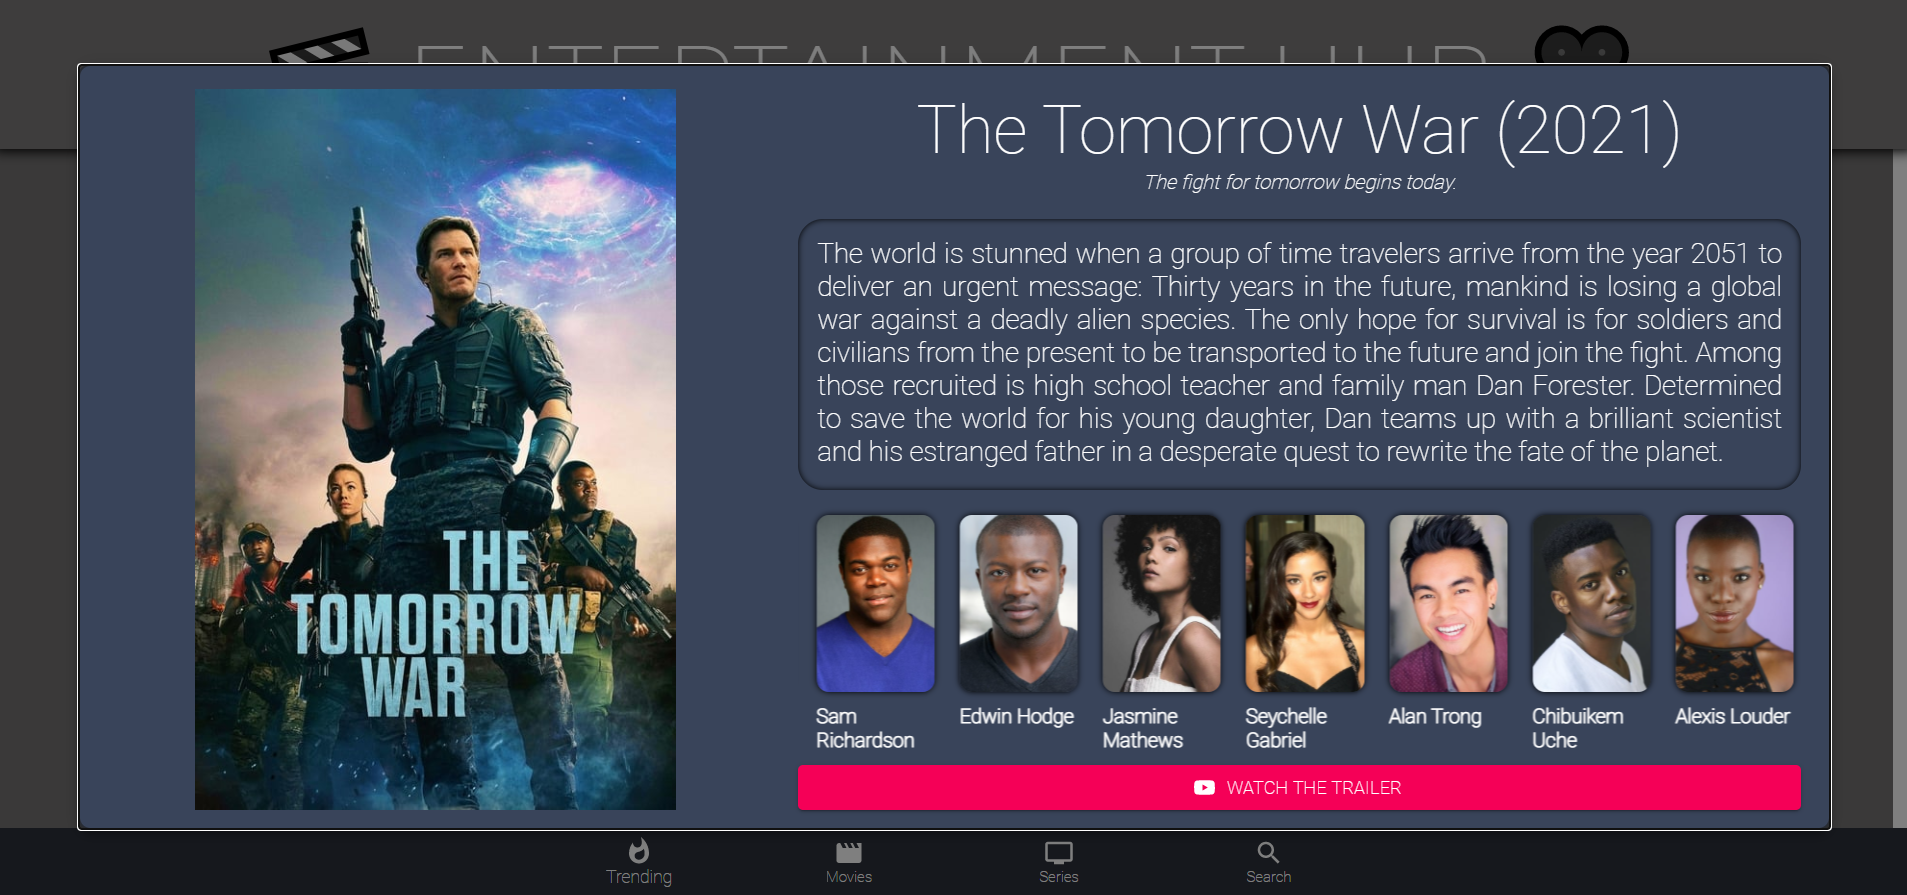 ENTERTAINMENT HUB
The Tomorrow War (2021)
The fight for tomorrow begins today.
The world is stunned when a group of time travelers arrive from the year 2051 to
deliver an urgent message: Thirty years in the future, mankind is losing a global
war against a deadly alien species. The only hope for survival is for soldiers and
civilians from the present to be transported to the future and join the fight. Among
those recruited is high school teacher and family man Dan Forester. Determined
to save the world for his young daughter, Dan teams up with a brilliant scientist
and his estranged father in a desperate quest to rewrite the fate of the planet.
THE
TOMORROW
WAR
Sam
Richardson
Edwin Hodge
Jasmine
Mathews
Seychelle
Gabriel
Alan Trong
Chibuikem
Uche
Alexis Louder
WATCH THE TRAILER
Trending
Movies
Series
Search